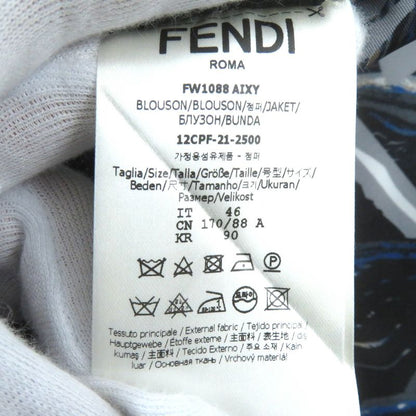 FENDI
ROMA
FW1088 AIXY
BLOUSON/BLOUSON/점퍼/JAKET/
БЛУЗОН/BUNDA
12CPF-21-2500
가정용섬유제품 - 점퍼
Taglia/Size/Talla/Größe/Taille/号型/サイズ/
Beden/尺寸/Tamanho/크기/Ukuran/
Размер/Velikost
IT 46
CN 170/88 A
KR 90
Tessuto principale / External fabric / Tejido principal /
Hauptgewebe / Étoffe externe / 主要面料 / 表生地 /
kumaş / 主面料 / Tecido Externo / 주요 소재 / Kain
luar / Основная ткань / Vrchový materiál